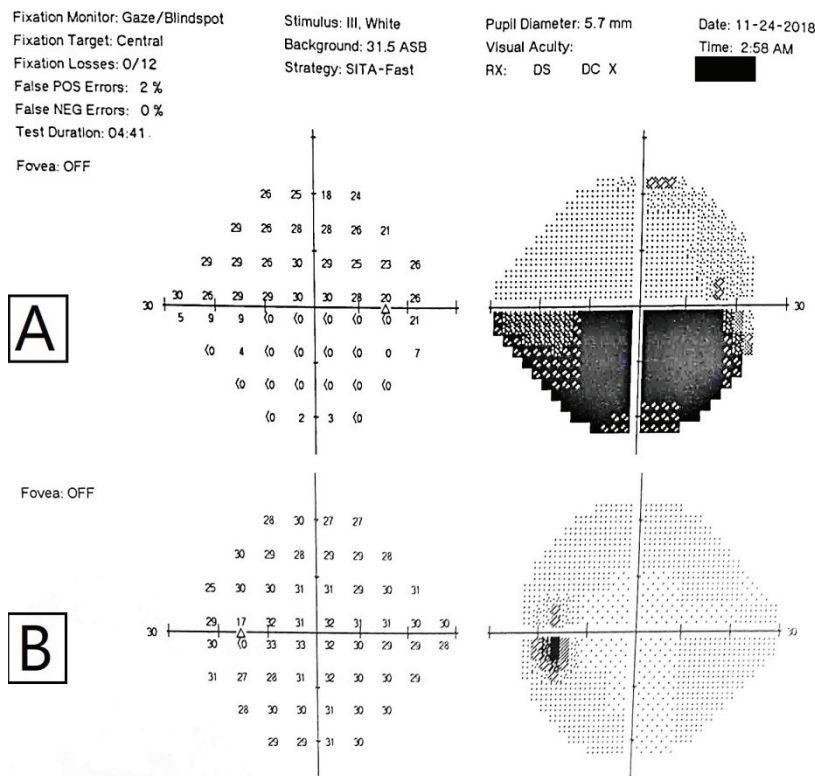 Fixation Monitor: Gaze/Blindspot
Fixation Target: Central
Fixation Losses: 0/12
False POS Errors: 2 %
False NEG Errors: 0 %
Test Duration: 04:41
Stimulus: III, White
Background: 31.5 ASB
Strategy: SITA-Fast
Pupil Diameter: 5.7 mm
Visual Aculty:
RX: DS DC X
Date: 11-24-2018
Time: 2:58 AM
Fovea: OFF
A
26 25 18 24
29 26 28 28 26 21
29 29 26 30 29 25 23 26
30 26 29 29 30 30 28 20 26
30
5 9 9 <0 <0 <0 <0 <0 21
<0 4 <0 <0 <0 <0 0 7
<0 <0 <0 <0 <0 <0
<0 2 3 <0
30
Fovea: OFF
B
28 30 27 27
30 29 28 29 29 28
25 30 30 31 31 29 30 31
29 17 32 31 32 31 31 30 30
30
30 <0 33 33 32 30 29 29 28
31 27 28 31 32 30 30 29
28 30 30 31 30 30
29 29 31 30
30